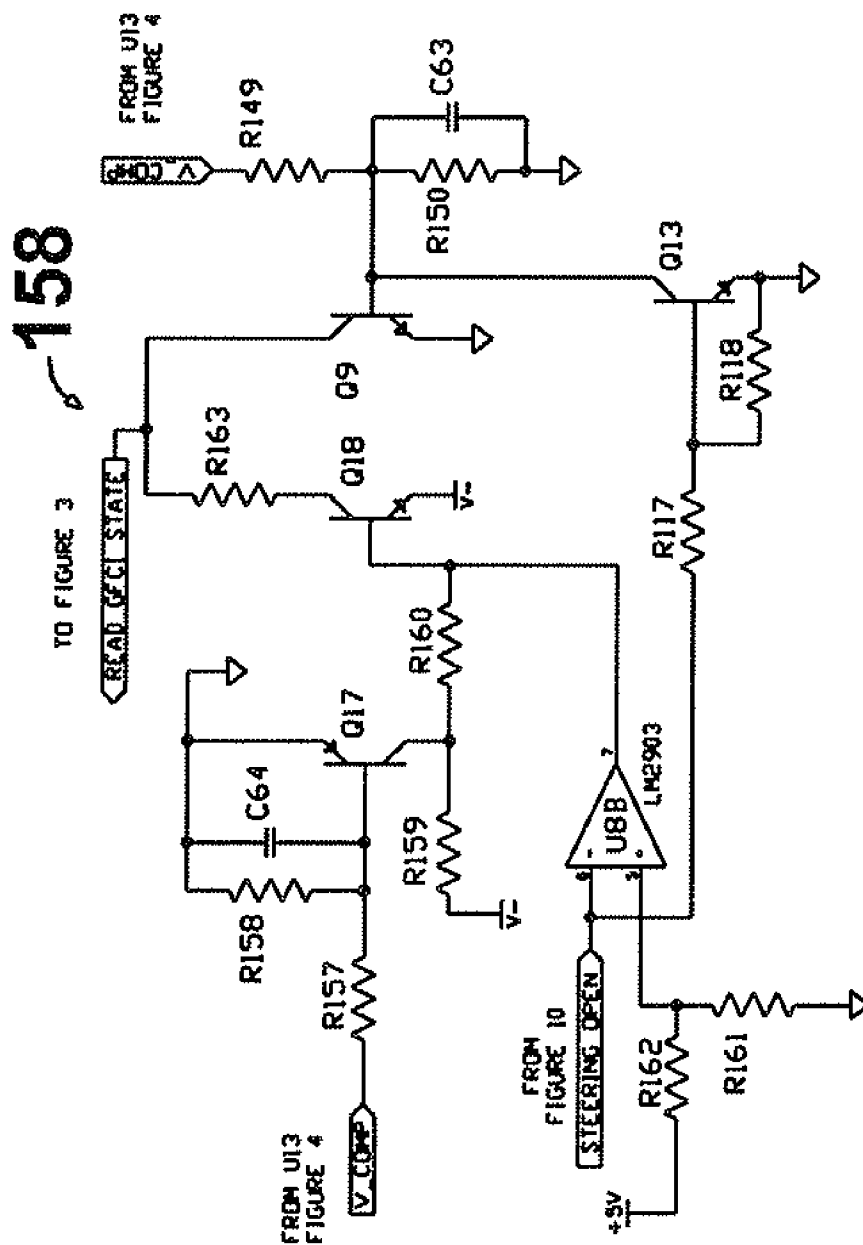 158
FROM U13
FIGURE 4
V_COMP
R149
C63
R150
TO FIGURE 3
READ GFCI STATE
R163
Q9
Q18
V-
Q13
R118
R117
Q17
C64
R158
R160
R159
V-
R157
FROM U13
FIGURE 4
V_COMP
7
LM2903
U8B
-
6
5
FROM
FIGURE 10
STEERING OPEN
R162
R161
+5V